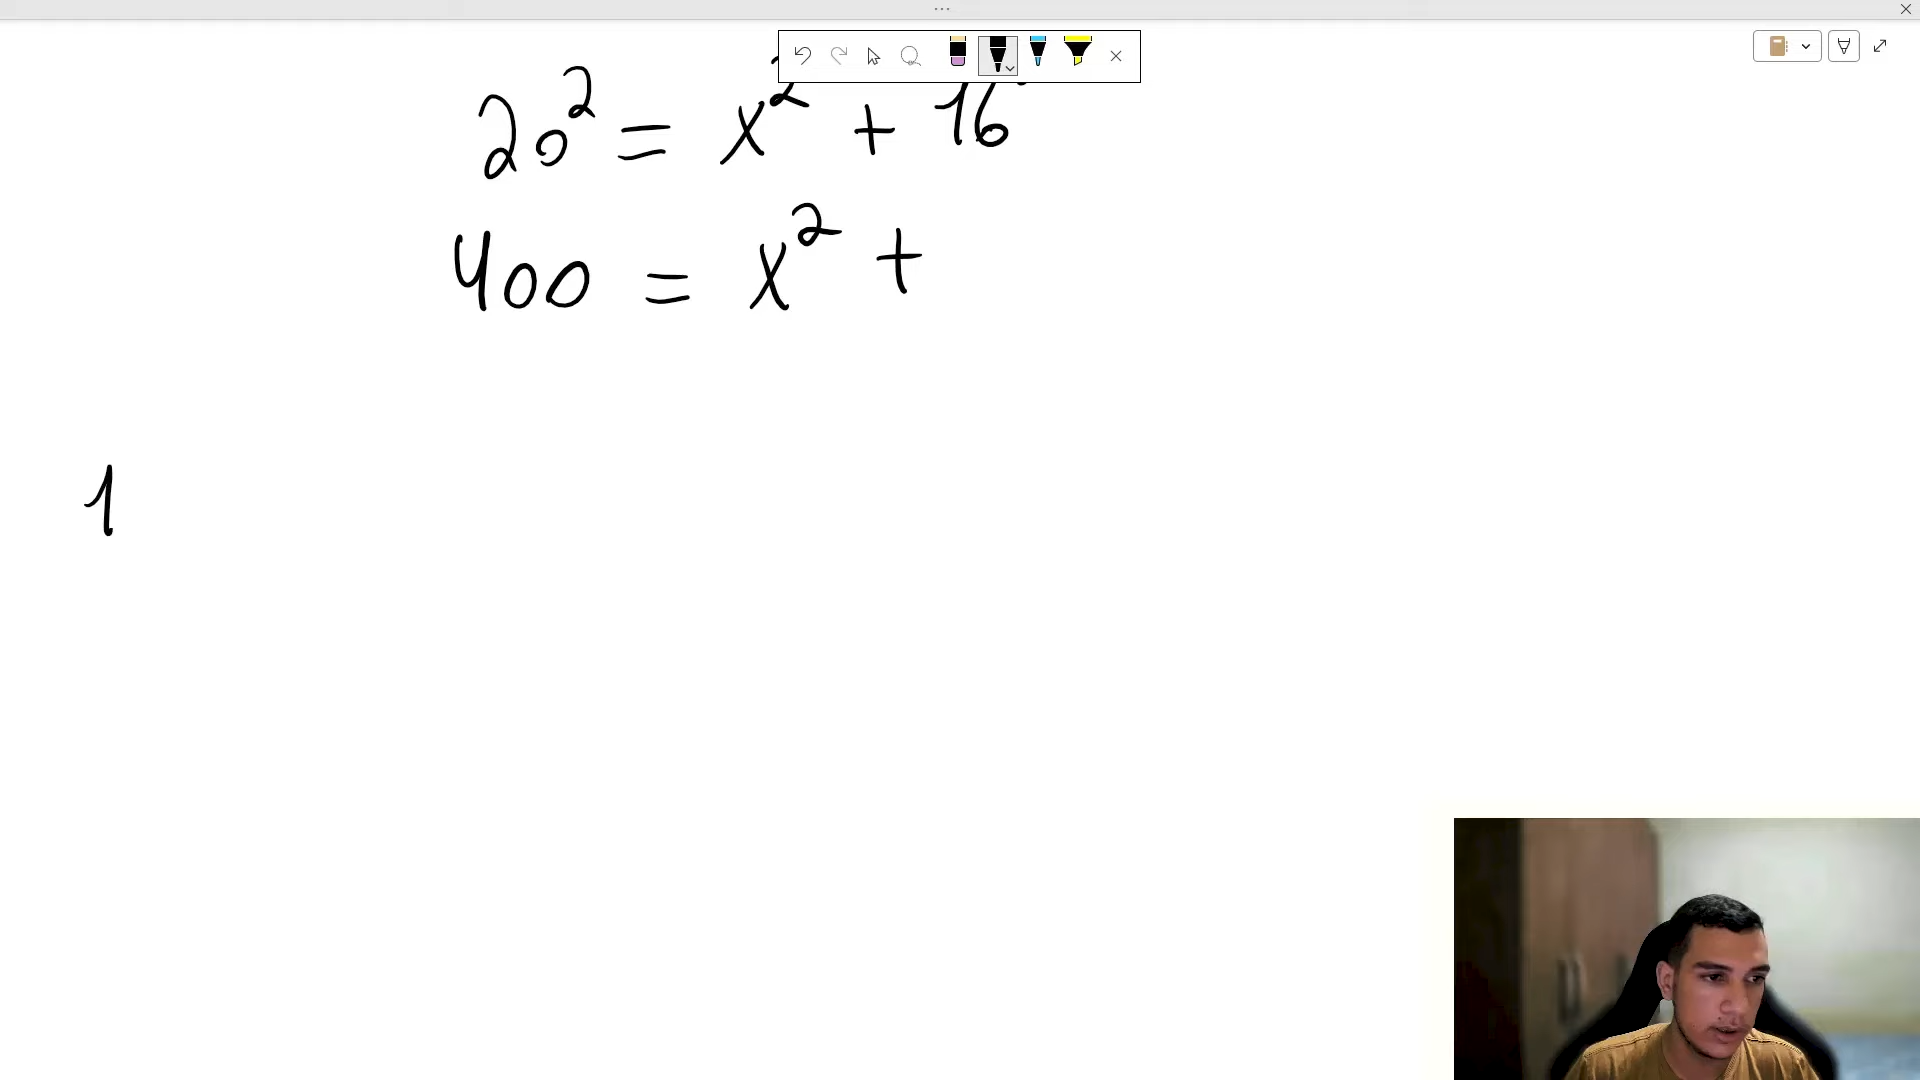 20² = x² + 16
400 = x² +
1